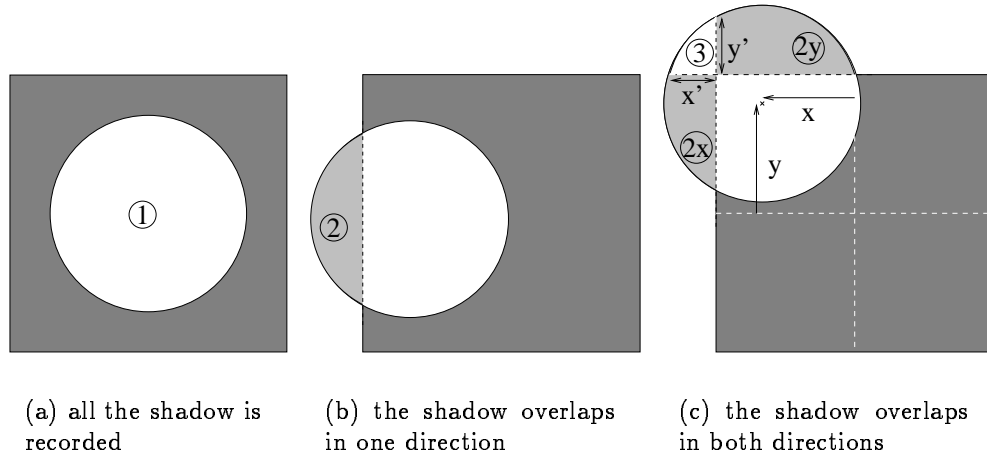 1
2
3
y'
2y
x'
x
2x
y
(a) all the shadow is
recorded
(b) the shadow overlaps
in one direction
(c) the shadow overlaps
in both directions